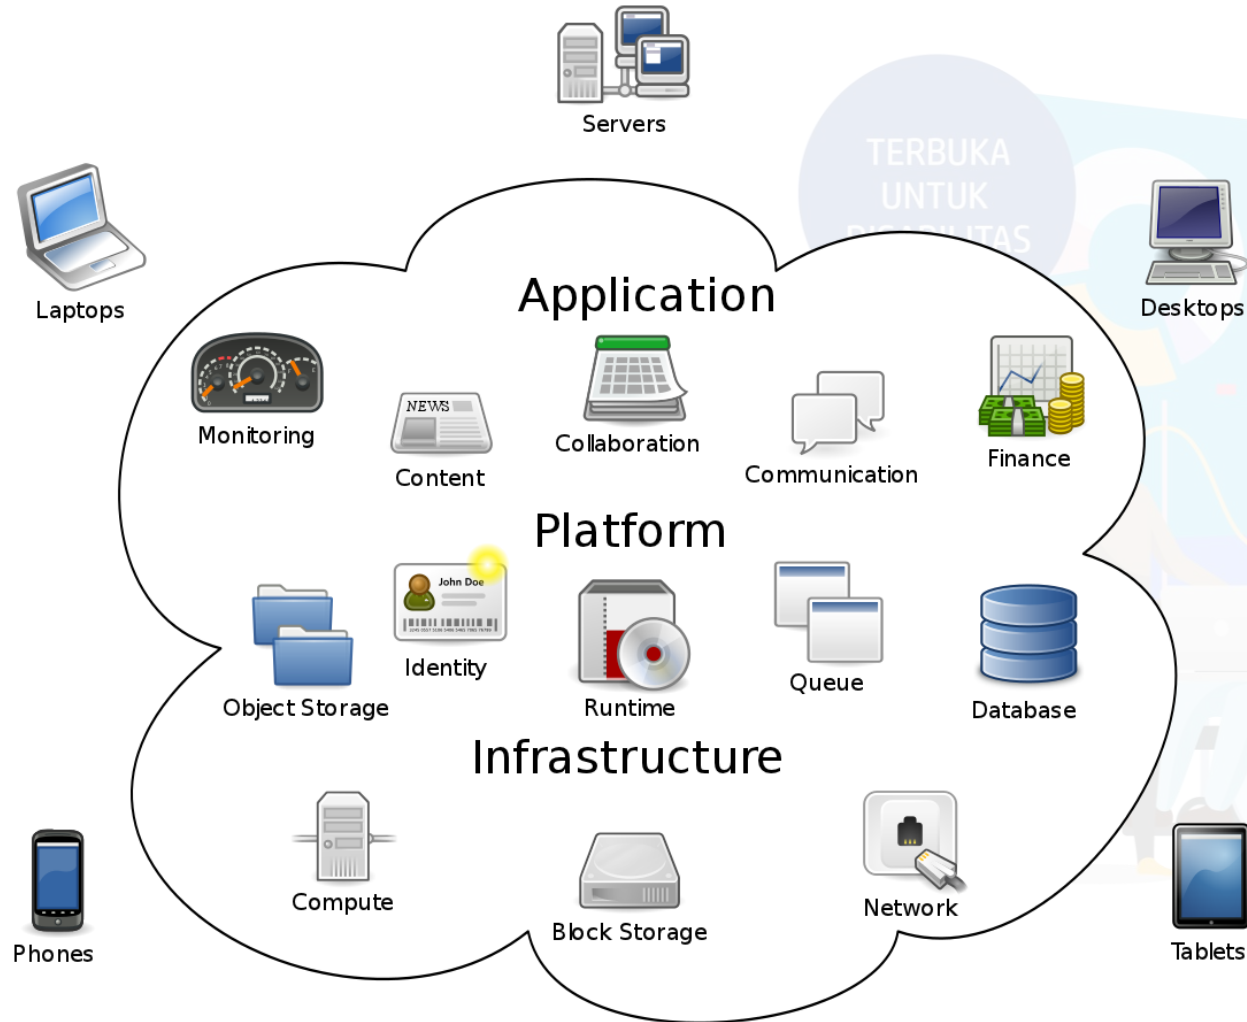 Servers
TERBUKA
UNTUK
DISABILITAS
Laptops
Desktops
Application
Monitoring
NEWS
Content
Collaboration
Communication
Finance
Platform
John Doe
Identity
Object Storage
Runtime
Queue
Database
Infrastructure
Compute
Block Storage
Network
Phones
Tablets